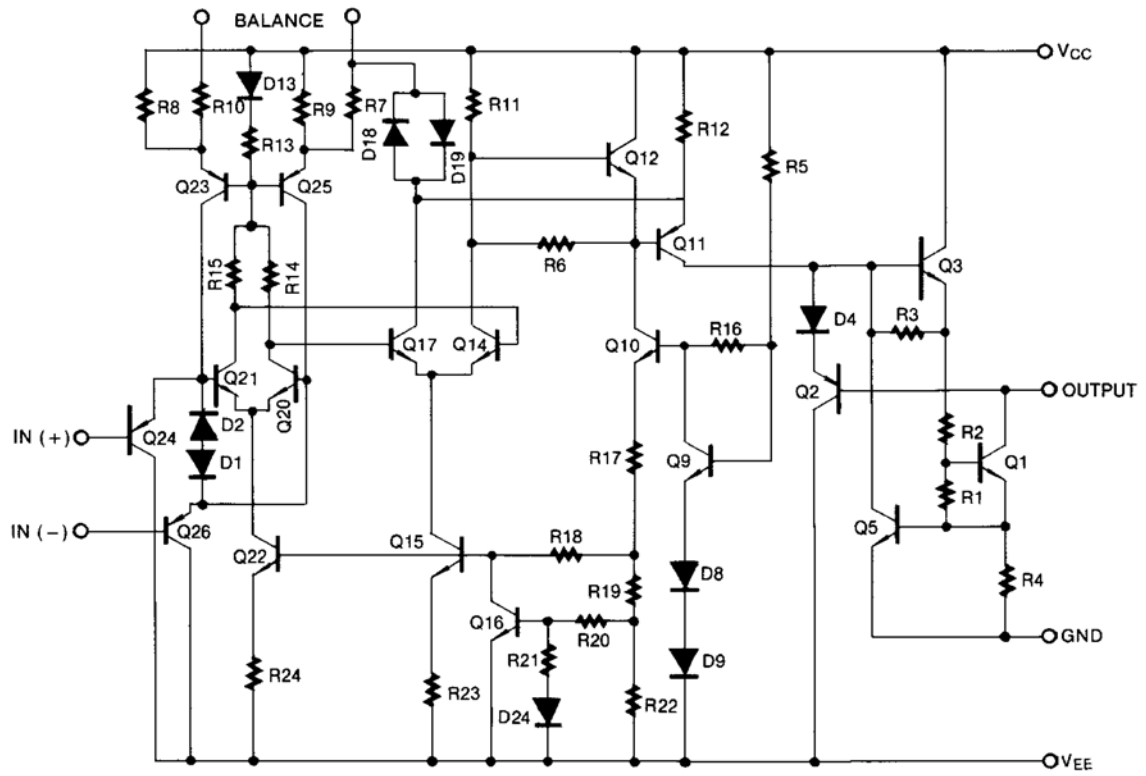 BALANCE
VCC
R8
R10
D13
R9
R7
R11
R12
R13
D18
D19
Q12
R5
Q23
Q25
Q11
R6
Q3
R15
R14
D4
R3
Q17
Q14
Q10
R16
Q21
Q20
Q2
OUTPUT
D2
IN (+)
Q24
R2
Q1
D1
R17
Q9
R1
IN (-)
Q26
Q5
Q22
Q15
R18
D8
R4
R19
Q16
R20
GND
R21
D9
R24
R23
D24
R22
VEE